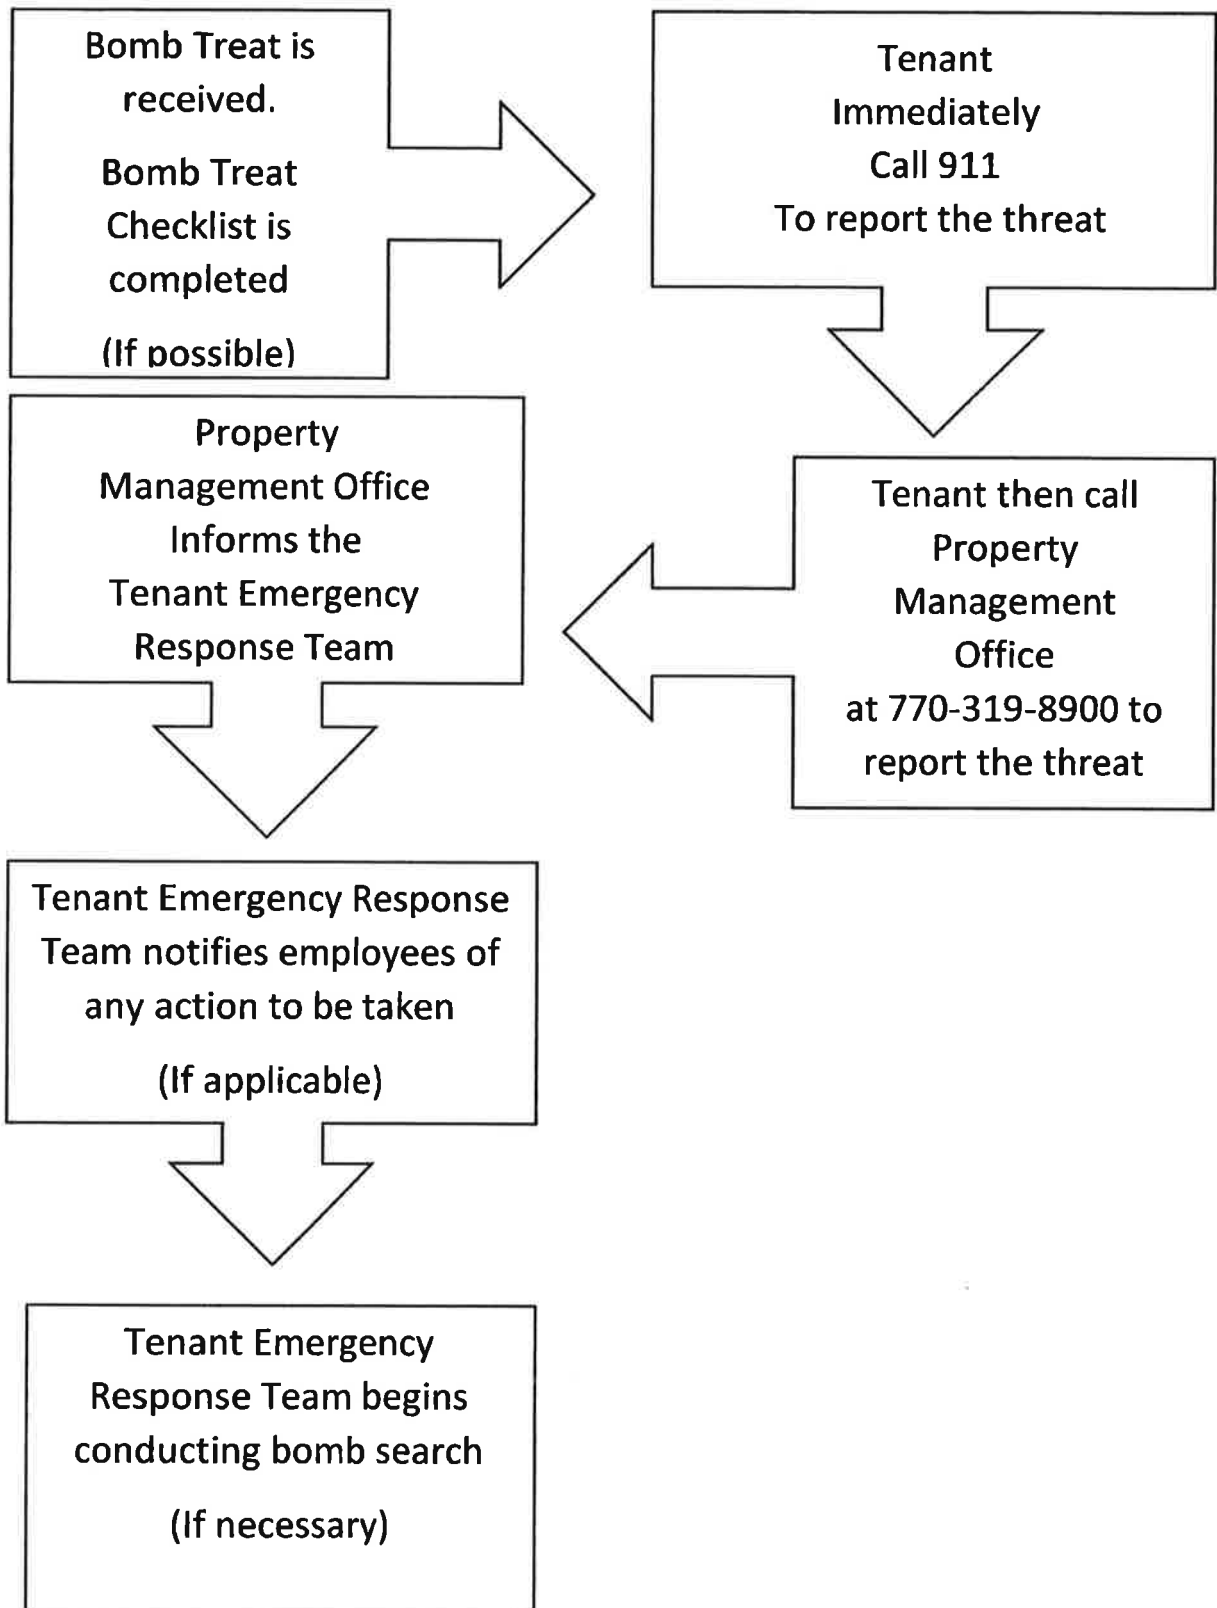 Bomb Treat is
received.
Bomb Treat
Checklist is
completed
(If possible)
Tenant
Immediately
Call 911
To report the threat
Tenant then call
Property
Management
Office
at 770-319-8900 to
report the threat
Property
Management Office
Informs the
Tenant Emergency
Response Team
Tenant Emergency Response
Team notifies employees of
any action to be taken
(If applicable)
Tenant Emergency
Response Team begins
conducting bomb search
(If necessary)